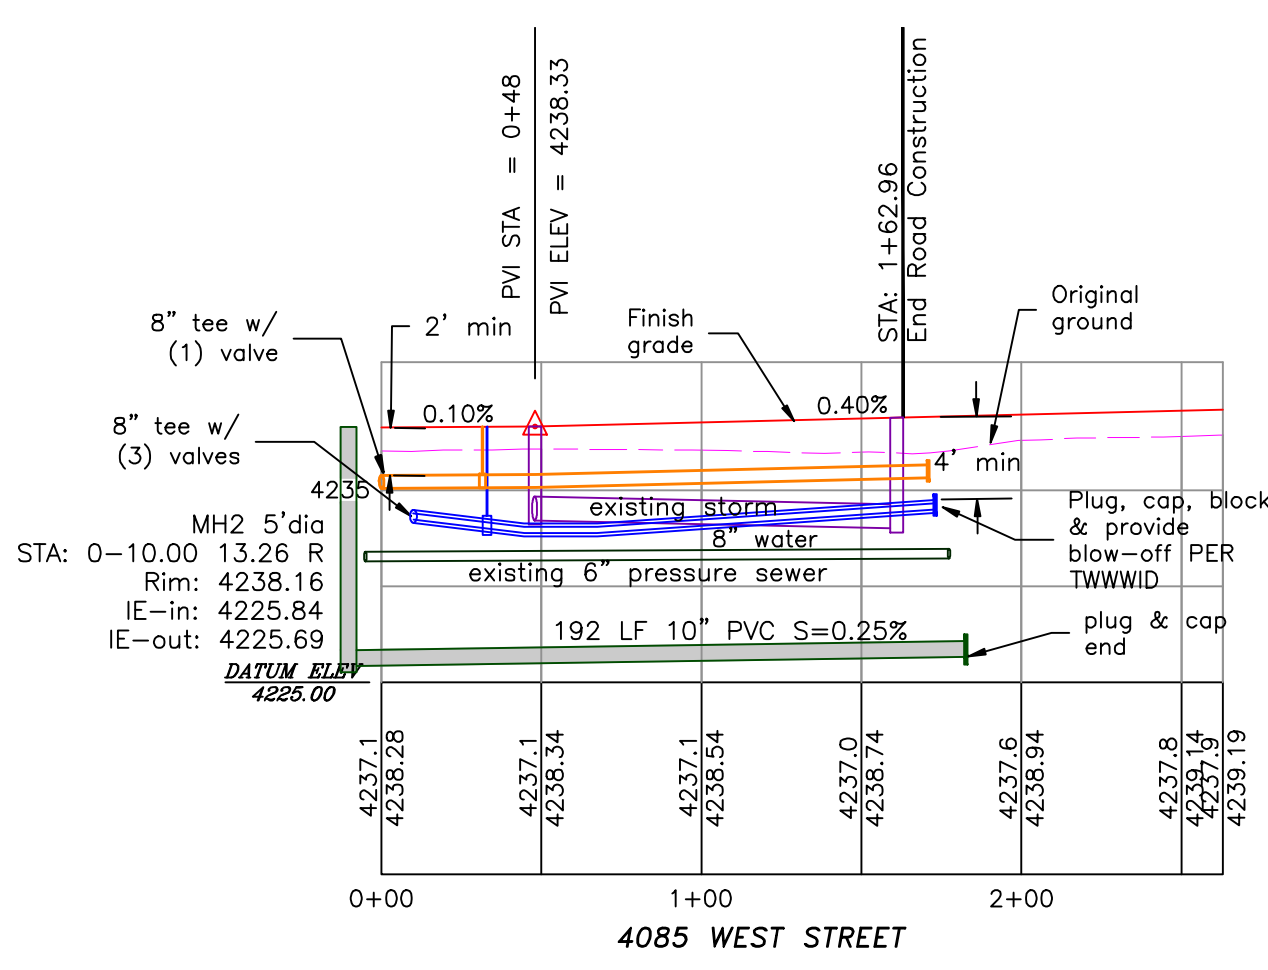 PVI STA = 0+48
PVI ELEV = 4238.33
STA: 1+62.96
End Road Construction
8" tee w/
(1) valve
2' min
Finish
grade
Original
ground
0.10%
0.40%
8" tee w/
(3) valves
4' min
4235
existing storm
Plug, cap, block
& provide
blow-off PER
TWWWID
8" water
MH2 5'dia
STA: 0-10.00 13.26 R
Rim: 4238.16
IE-in: 4225.84
IE-out: 4225.69
existing 6" pressure sewer
192 LF 10" PVC S=0.25%
plug & cap
end
DATUM ELEV
4225.00
4237.1
4238.28
4237.1
4238.34
4237.1
4238.54
4237.0
4238.74
4237.6
4238.94
4237.8
4239.14
4237.9
4239.19
0+00
1+00
2+00
4085 WEST STREET